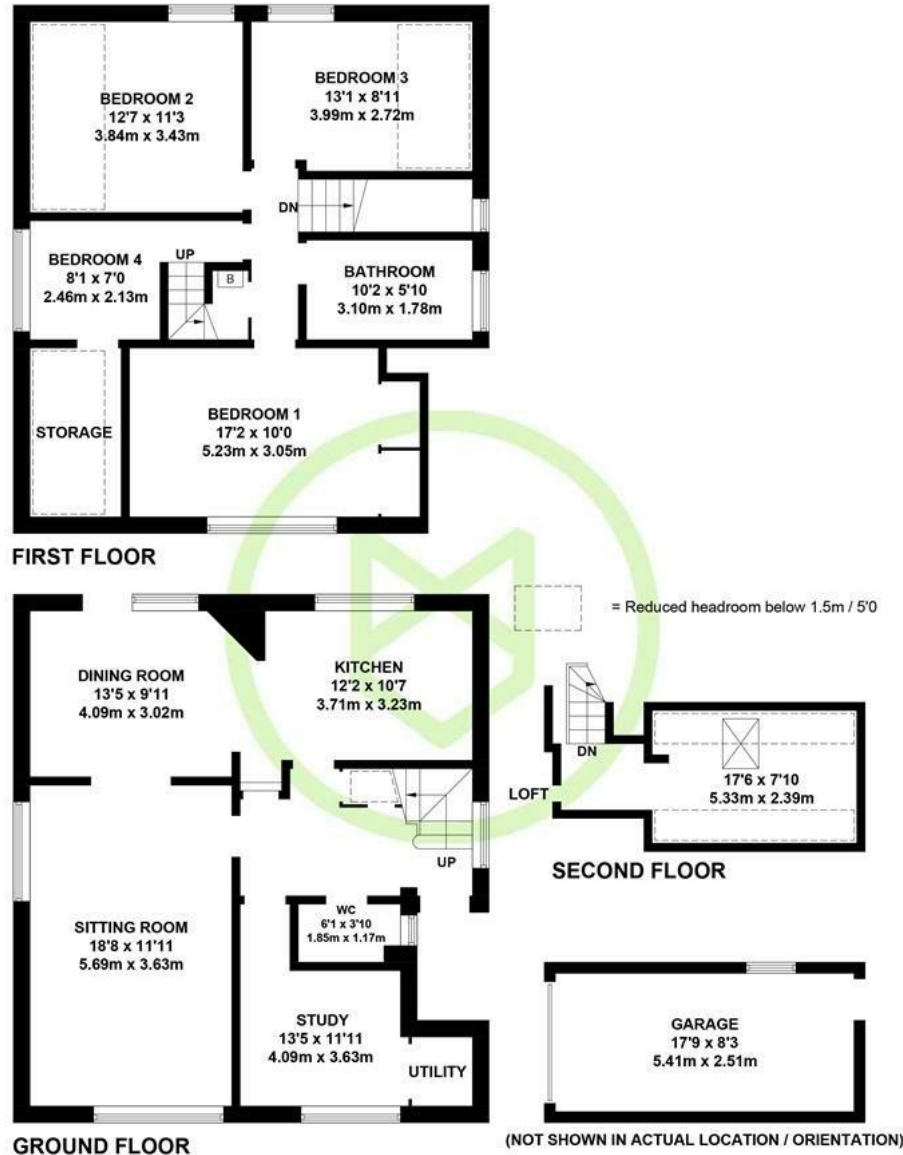 BEDROOM 2
12'7 x 11'3
3.84m x 3.43m
BEDROOM 3
13'1 x 8'11
3.99m x 2.72m
DN
BEDROOM 4
8'1 x 7'0
2.46m x 2.13m
UP
B
BATHROOM
10'2 x 5'10
3.10m x 1.78m
STORAGE
BEDROOM 1
17'2 x 10'0
5.23m x 3.05m
FIRST FLOOR
= Reduced headroom below 1.5m / 5'0
DINING ROOM
13'5 x 9'11
4.09m x 3.02m
KITCHEN
12'2 x 10'7
3.71m x 3.23m
UP
SITTING ROOM
18'8 x 11'11
5.69m x 3.63m
WC
6'1 x 3'10
1.85m x 1.17m
STUDY
13'5 x 11'11
4.09m x 3.63m
UTILITY
GROUND FLOOR
DN
LOFT
17'6 x 7'10
5.33m x 2.39m
SECOND FLOOR
GARAGE
17'9 x 8'3
5.41m x 2.51m
(NOT SHOWN IN ACTUAL LOCATION / ORIENTATION)